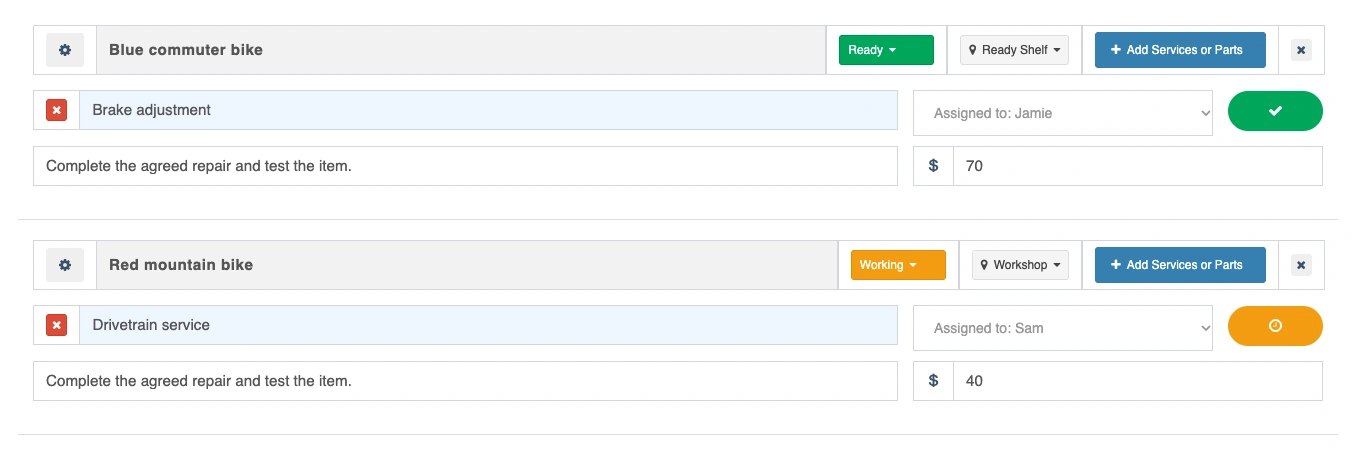 Blue commuter bike
Ready
Ready Shelf
+ Add Services or Parts
Brake adjustment
Assigned to: Jamie
Complete the agreed repair and test the item.
$ 70
Red mountain bike
Working
Workshop
+ Add Services or Parts
Drivetrain service
Assigned to: Sam
Complete the agreed repair and test the item.
$ 40